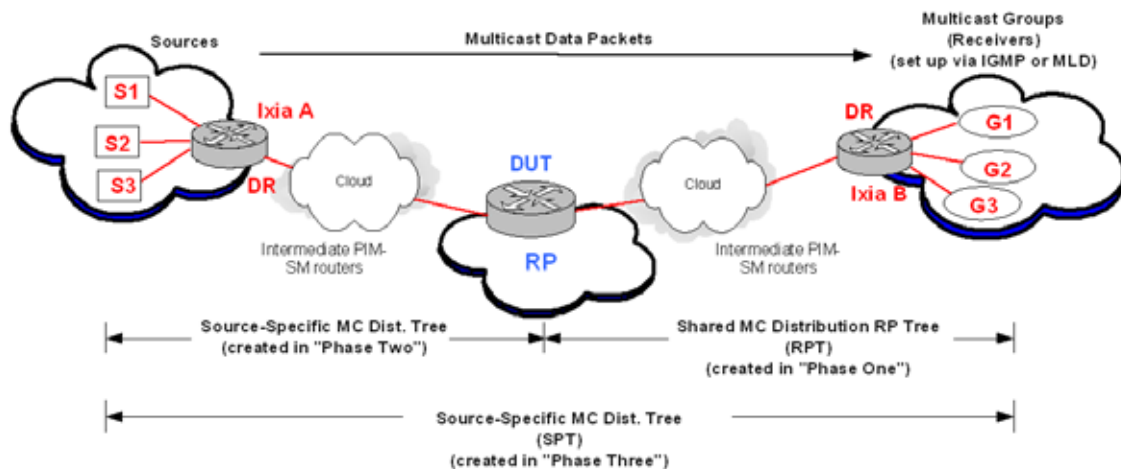 Sources
Multicast Data Packets
Multicast Groups
(Receivers)
(set up via IGMP or MLD)
S1
S2
S3
Ixia A
DR
Cloud
Intermediate PIM-
SM routers
DUT
RP
Cloud
Intermediate PIM-
SM routers
DR
Ixia B
G1
G2
G3
Source-Specific MC Dist. Tree
(created in "Phase Two")
Shared MC Distribution RP Tree
(RPT)
(created in "Phase One")
Source-Specific MC Dist. Tree
(SPT)
(created in "Phase Three")